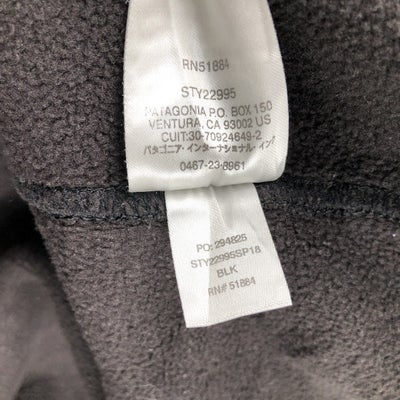 RN51884
STY22995
PATAGONIA P.O. BOX 150
VENTURA, CA 93002 US
CUIT:30-70924649-2
パタゴニア・インターナショナル・インク
0467-23-8961
PO: 294825
STY22995SP18
BLK
RN# 51884